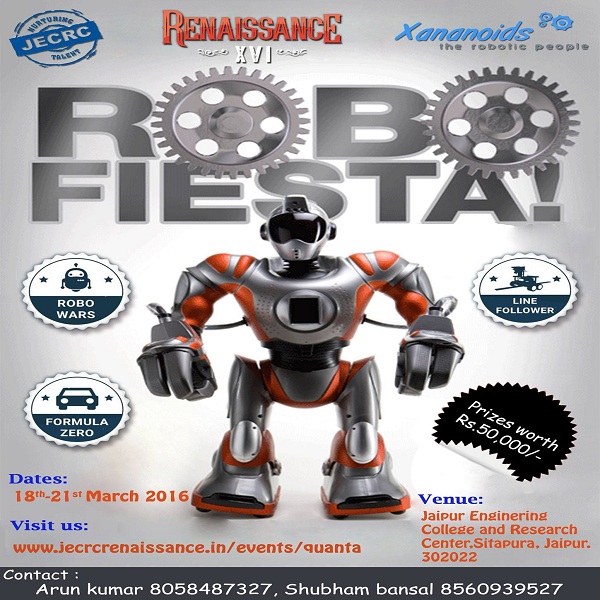 NURTURING
JECRC
TALENT
RENAISSANCE
XVI
Xananoids
the robotic people
ROBO
FIESTA!
ROBO
WARS
LINE
FOLLOWER
FORMULA
ZERO
Prizes worth
Rs.50,000/-
Dates:
18th-21st March 2016
Visit us:
www.jecrcrenaissance.in/events/quanta
Venue:
Jaipur Enginering
College and Research
Center,Sitapura, Jaipur.
302022
Contact :
Arun kumar 8058487327, Shubham bansal 8560939527